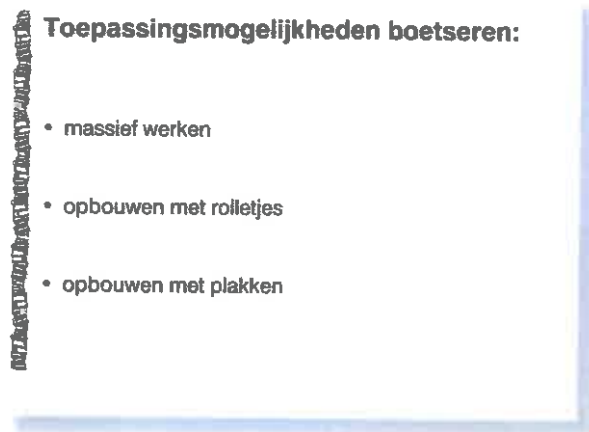 Toepassingsmogelijkheden boetseren:
• massief werken
• opbouwen met rolletjes
• opbouwen met plakken